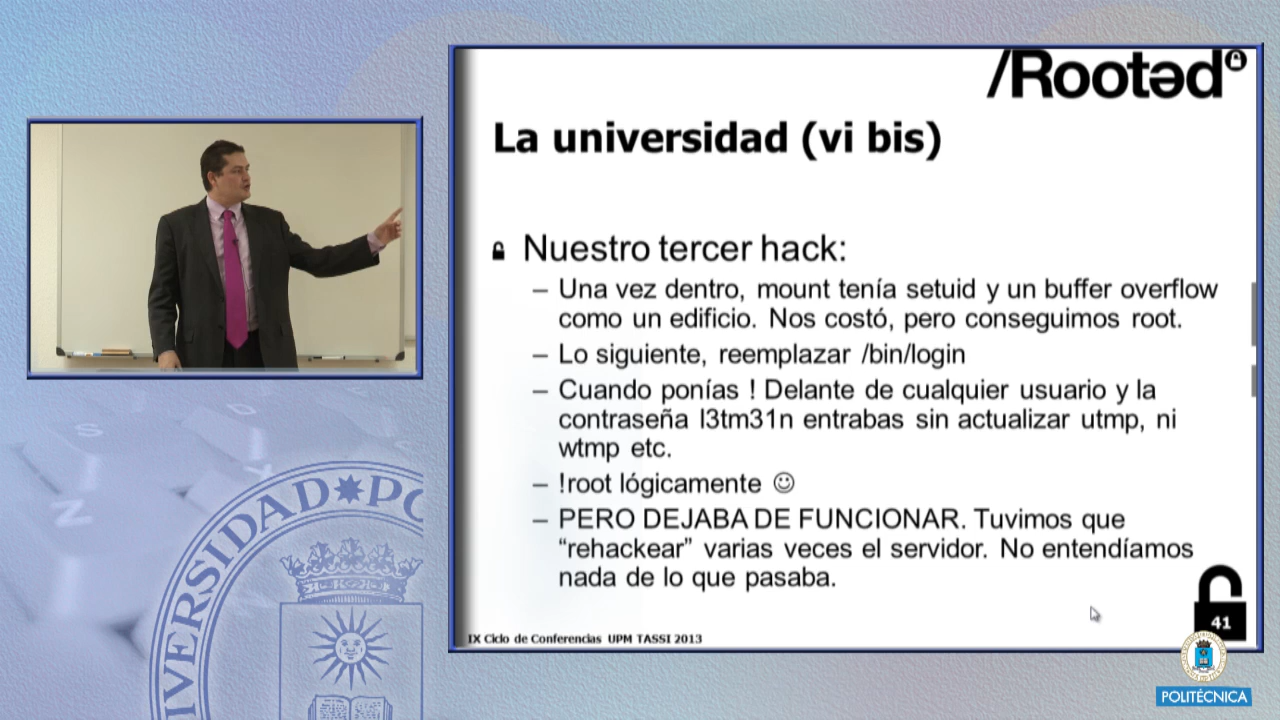 /Rootəd
La universidad (vi bis)
Nuestro tercer hack:
– Una vez dentro, mount tenía setuid y un buffer overflow
como un edificio. Nos costó, pero conseguimos root.
– Lo siguiente, reemplazar /bin/login
– Cuando ponías ! Delante de cualquier usuario y la
contraseña l3tm31n entrabas sin actualizar utmp, ni
wtmp etc.
– !root lógicamente ☺
– PERO DEJABA DE FUNCIONAR. Tuvimos que
“rehackear” varias veces el servidor. No entendíamos
nada de lo que pasaba.
41
IX Ciclo de Conferencias UPM TASSI 2013
POLITÉCNICA
VERSIDAD PO